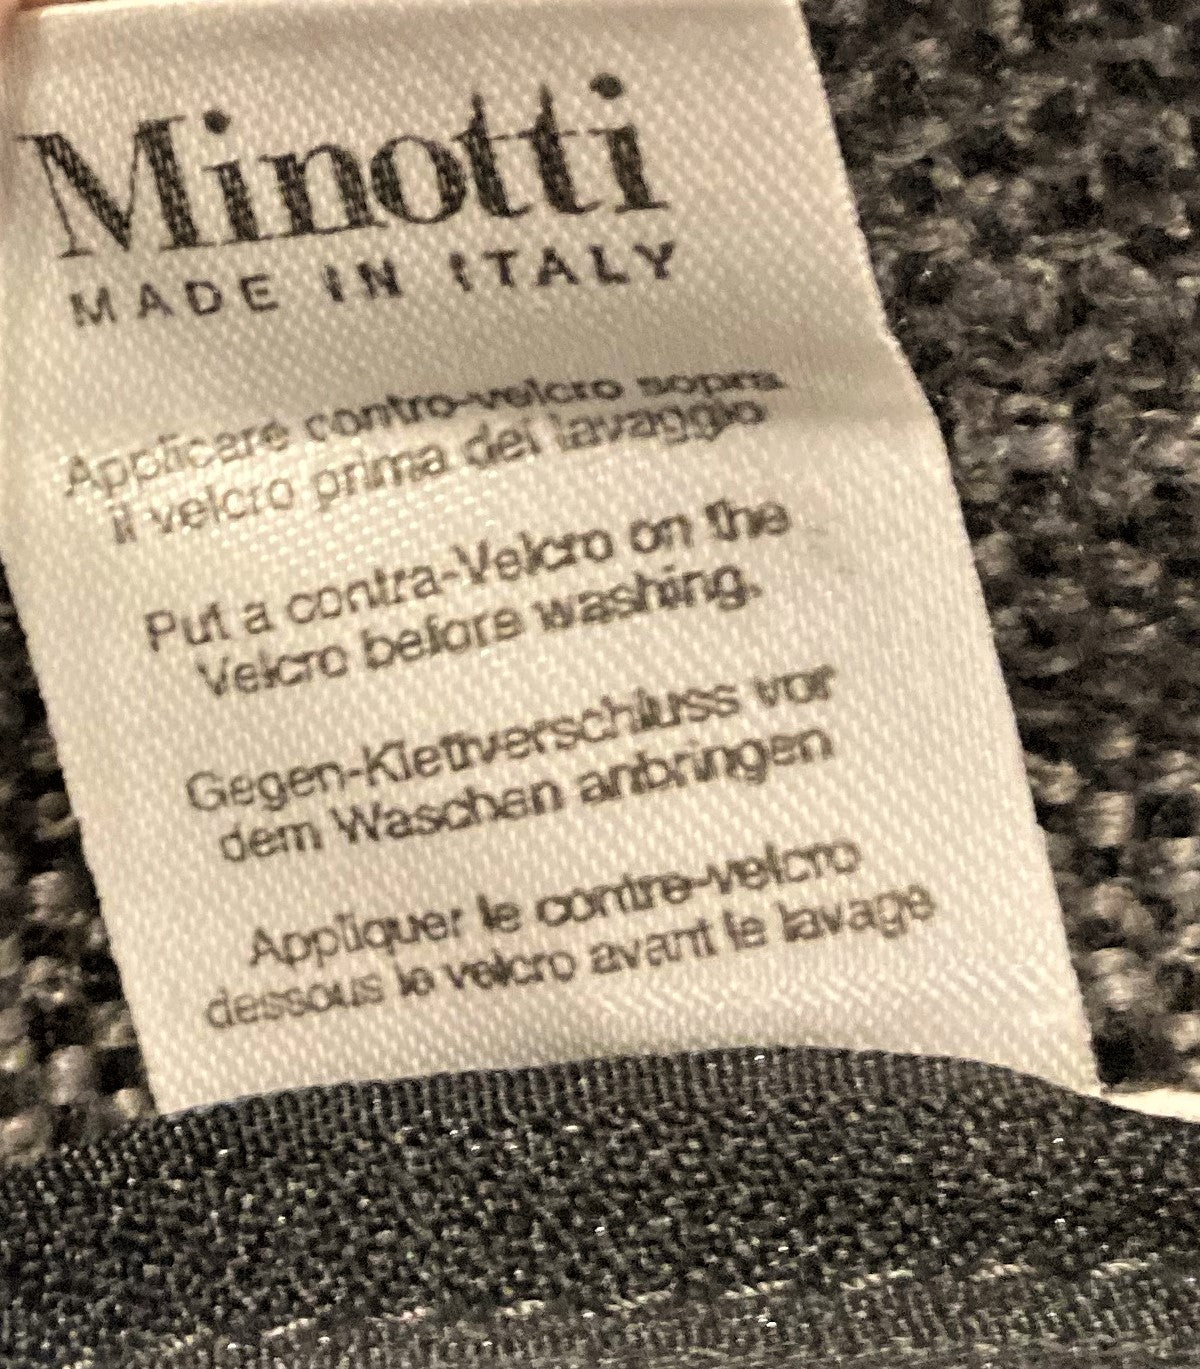 Minotti
MADE IN ITALY
Applicare contro-velcro sopra
il velcro prima del lavaggio
Put a contra-Velcro on the
Velcro before washing.
Gegen-Klettverschluss vor
dem Waschen anbringen
Appliquer le contre-velcro
dessous le velcro avant le lavage